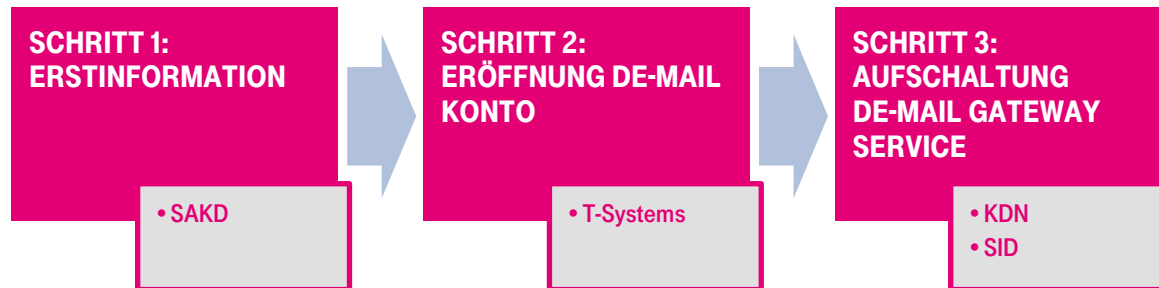 SCHRITT 1:
ERSTINFORMATION
• SAKD
SCHRITT 2:
ERÖFFNUNG DE-MAIL
KONTO
• T-Systems
SCHRITT 3:
AUFSCHALTUNG
DE-MAIL GATEWAY
SERVICE
• KDN
• SID